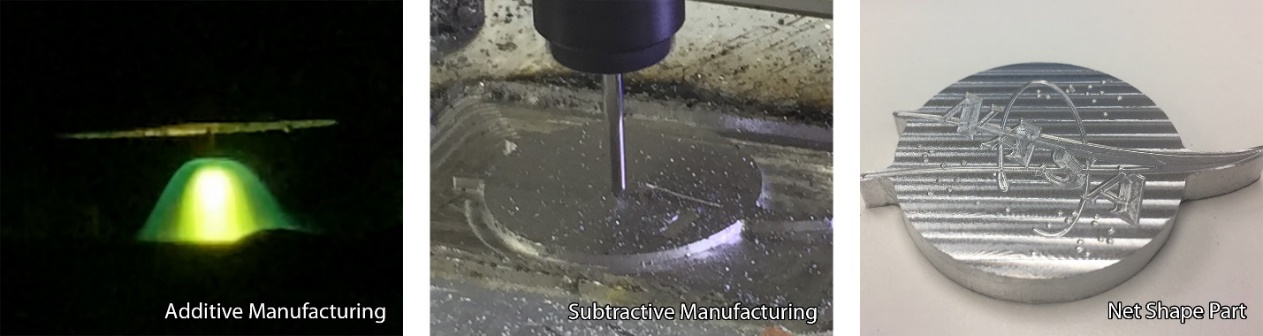 Additive Manufacturing
Subtractive Manufacturing
Net Shape Part
NASA